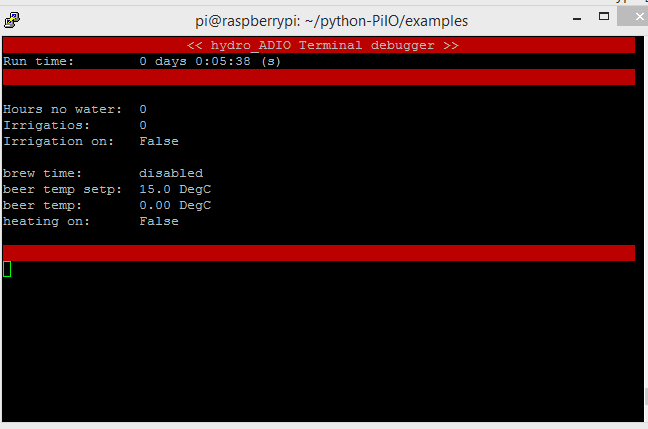 pi@raspberrypi: ~/python-PiIO/examples
<< hydro_ADIO Terminal debugger >>
Run time: 0 days 0:05:38 (s)
Hours no water: 0
Irrigatios: 0
Irrigation on: False
brew time: disabled
beer temp setp: 15.0 DegC
beer temp: 0.00 DegC
heating on: False